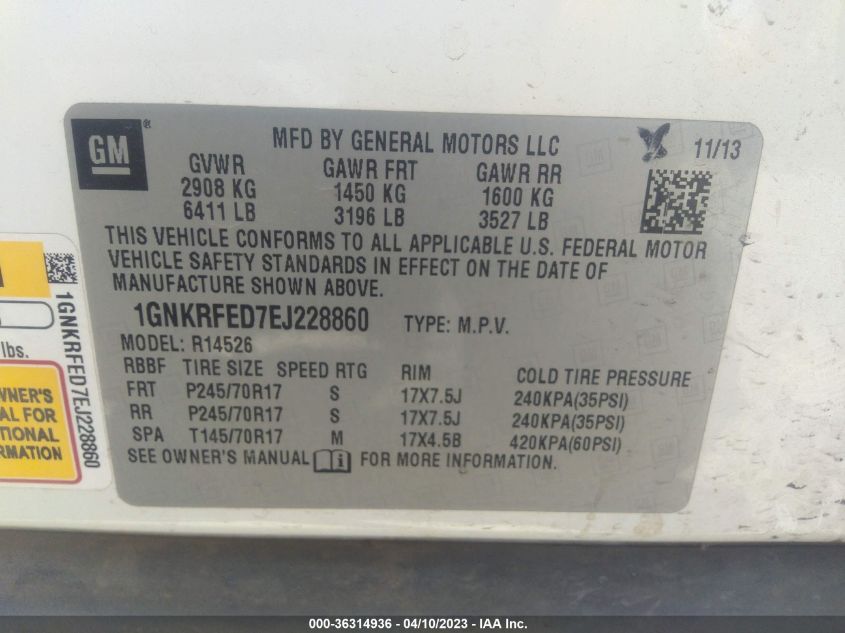 GM®
MFD BY GENERAL MOTORS LLC
11/13
GVWR GAWR FRT GAWR RR
2908 KG 1450 KG 1600 KG
6411 LB 3196 LB 3527 LB
THIS VEHICLE CONFORMS TO ALL APPLICABLE U.S. FEDERAL MOTOR
VEHICLE SAFETY STANDARDS IN EFFECT ON THE DATE OF
MANUFACTURE SHOWN ABOVE.
1GNKRFED7EJ228860 TYPE: M.P.V.
MODEL: R14526
RBBF TIRE SIZE SPEED RTG RIM COLD TIRE PRESSURE
FRT P245/70R17 S 17X7.5J 240KPA(35PSI)
RR P245/70R17 S 17X7.5J 240KPA(35PSI)
SPA T145/70R17 M 17X4.5B 420KPA(60PSI)
SEE OWNER'S MANUAL FOR MORE INFORMATION.
1GNKRFED7EJ228860
lbs.
OWNER'S
FOR
000-36314936 - 04/10/2023 - IAA Inc.